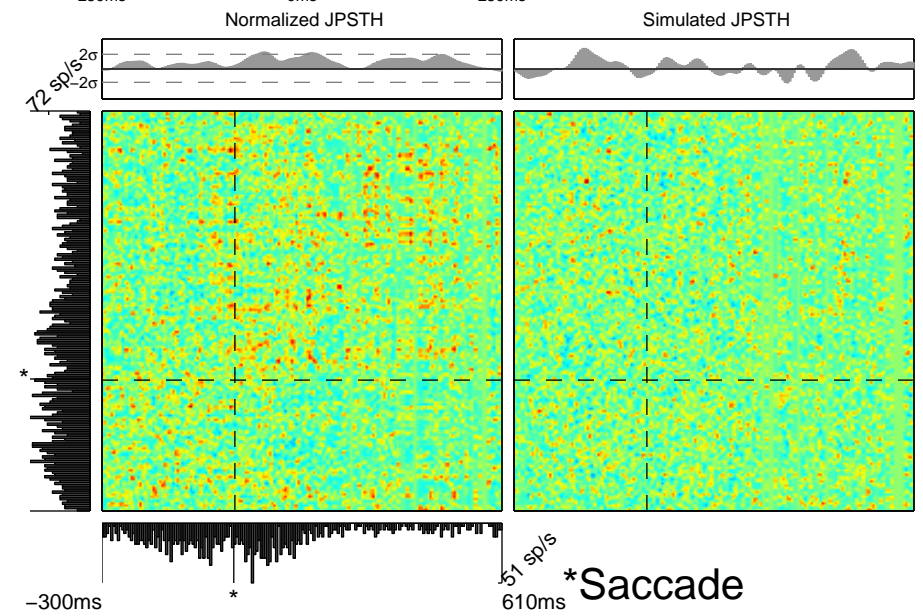 Normalized JPSTH
Simulated JPSTH
2σ
−2σ
72 sp/s
*
*
51 sp/s
−300ms
610ms
*Saccade